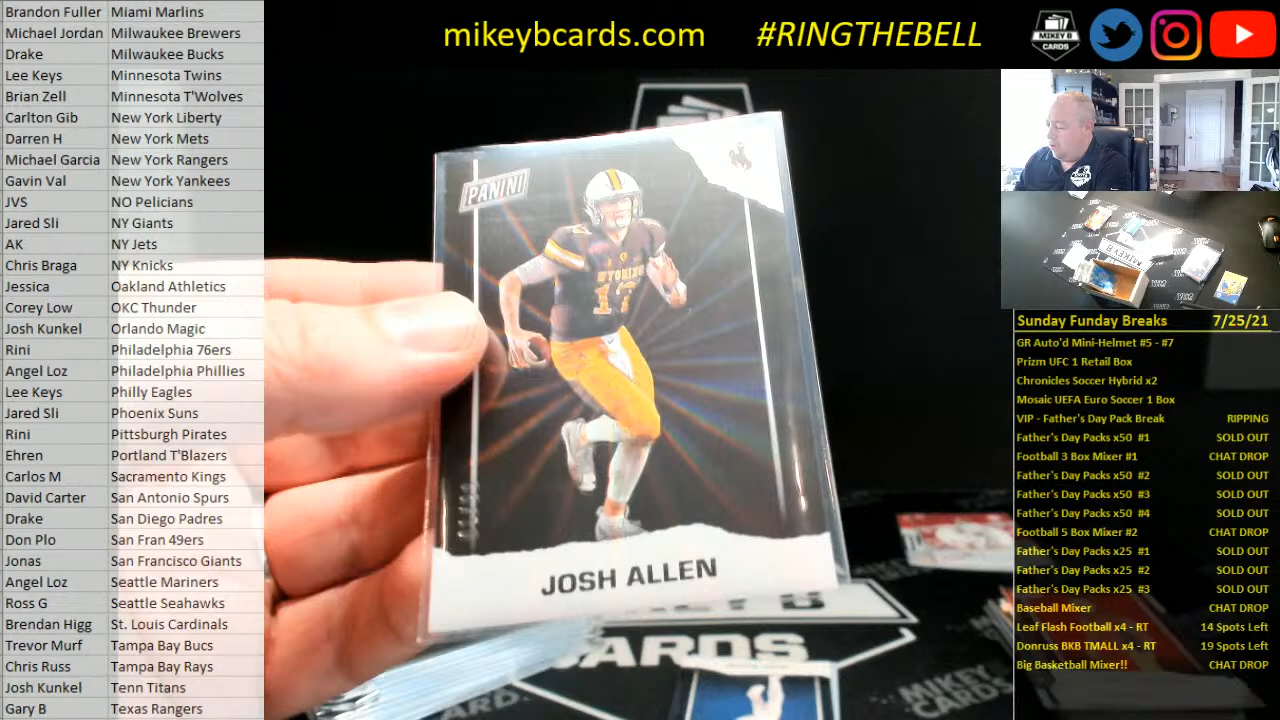 Brandon Fuller Miami Marlins
Michael Jordan Milwaukee Brewers
Drake Milwaukee Bucks
Lee Keys Minnesota Twins
Brian Zell Minnesota T'Wolves
Carlton Gib New York Liberty
Darren H New York Mets
Michael Garcia New York Rangers
Gavin Val New York Yankees
JVS NO Pelicians
Jared Sli NY Giants
AK NY Jets
Chris Braga NY Knicks
Jessica Oakland Athletics
Corey Low OKC Thunder
Josh Kunkel Orlando Magic
Rini Philadelphia 76ers
Angel Loz Philadelphia Phillies
Lee Keys Philly Eagles
Jared Sli Phoenix Suns
Rini Pittsburgh Pirates
Ehren Portland T'Blazers
Carlos M Sacramento Kings
David Carter San Antonio Spurs
Drake San Diego Padres
Don Plo San Fran 49ers
Jonas San Francisco Giants
Angel Loz Seattle Mariners
Ross G Seattle Seahawks
Brendan Higg St. Louis Cardinals
Trevor Murf Tampa Bay Bucs
Chris Russ Tampa Bay Rays
Josh Kunkel Tenn Titans
Gary B Texas Rangers
mikeybcards.com #RINGTHEBELL
MIKEY B
CARDS
PANINI
WYOMING
17
JOSH ALLEN
CARDS
MIKEY
CARDS
MIKEY B
Sunday Funday Breaks 7/25/21
GR Auto'd Mini-Helmet #5 - #7
Prizm UFC 1 Retail Box
Chronicles Soccer Hybrid x2
Mosaic UEFA Euro Soccer 1 Box
VIP - Father's Day Pack Break RIPPING
Father's Day Packs x50 #1 SOLD OUT
Football 3 Box Mixer #1 CHAT DROP
Father's Day Packs x50 #2 SOLD OUT
Father's Day Packs x50 #3 SOLD OUT
Father's Day Packs x50 #4 SOLD OUT
Football 5 Box Mixer #2 CHAT DROP
Father's Day Packs x25 #1 SOLD OUT
Father's Day Packs x25 #2 SOLD OUT
Father's Day Packs x25 #3 SOLD OUT
Baseball Mixer CHAT DROP
Leaf Flash Football x4 - RT 14 Spots Left
Donruss BKB TMALL x4 - RT 19 Spots Left
Big Basketball Mixer!! CHAT DROP